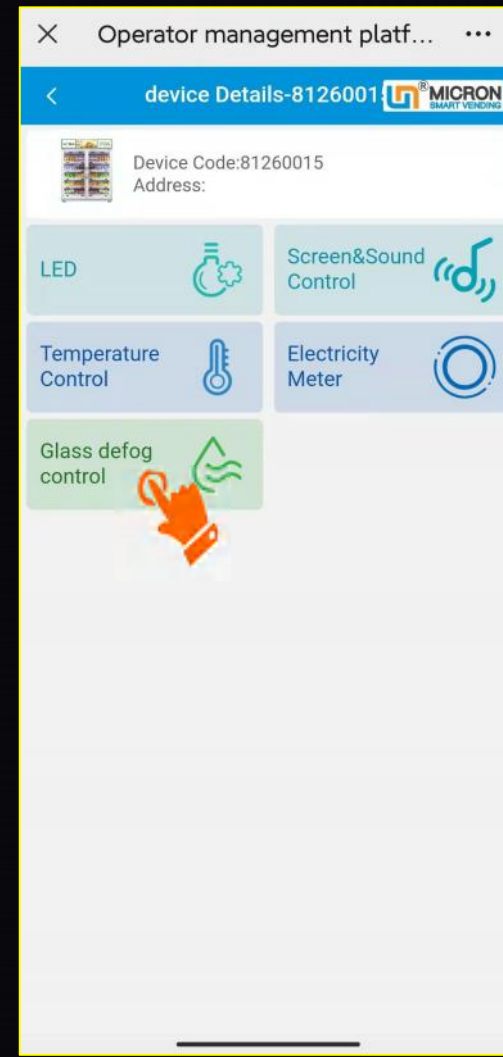 Operator management platf...
device Details-8126001
® MICRON
SMART VENDING
Device Code:81260015
Address:
LED
Screen&Sound
Control
Temperature
Control
Electricity
Meter
Glass defog
control